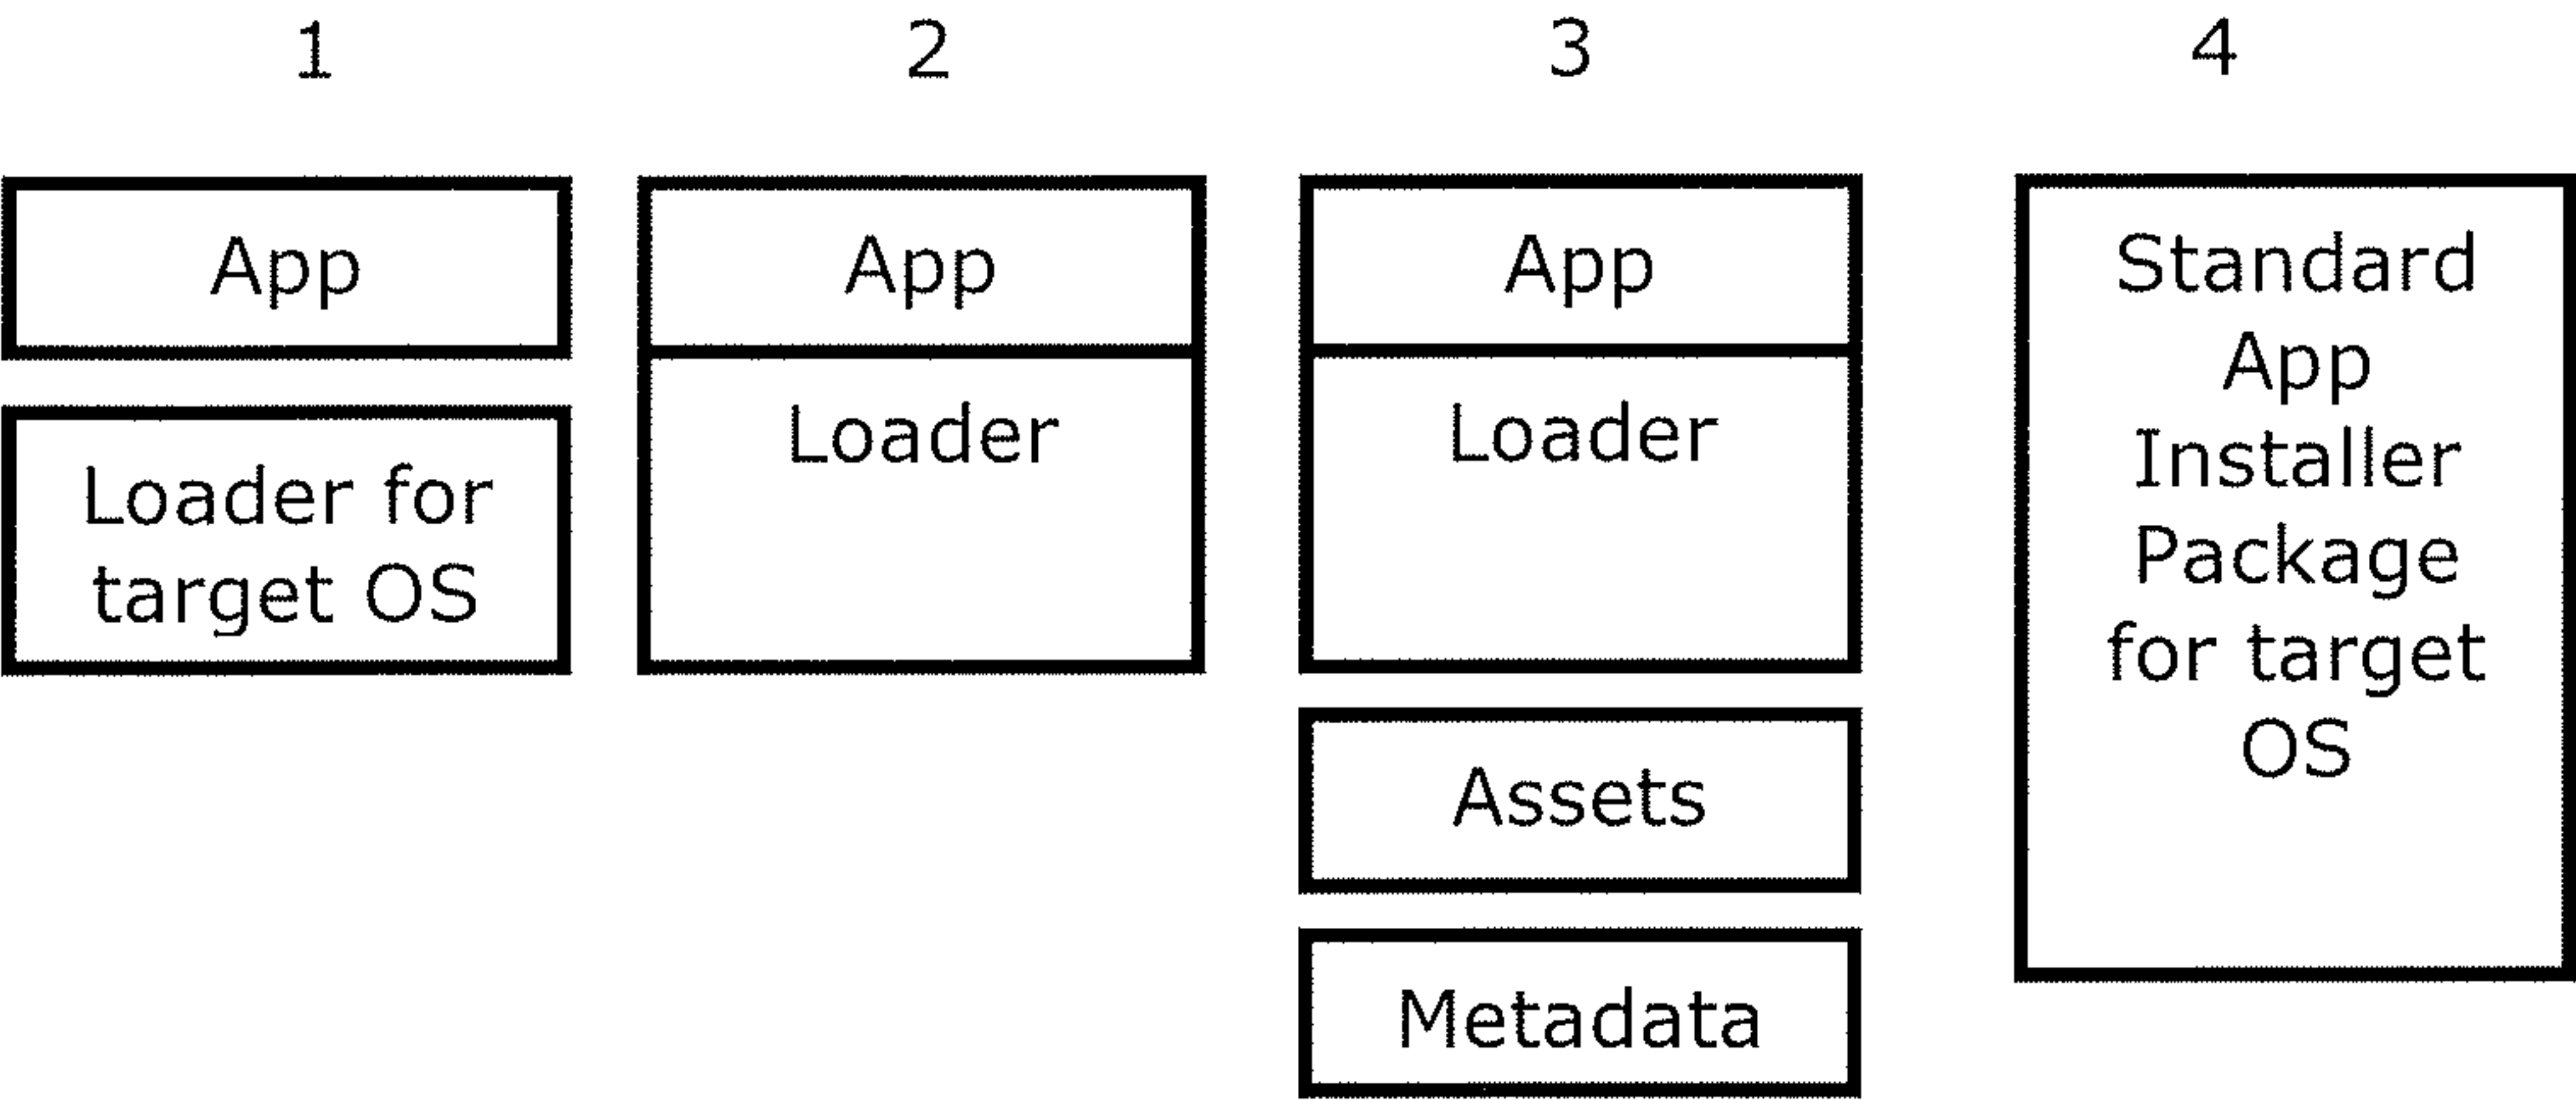 1
2
3
4
App
Loader for
target OS
App
Loader
App
Loader
Assets
Metadata
Standard
App
Installer
Package
for target
OS